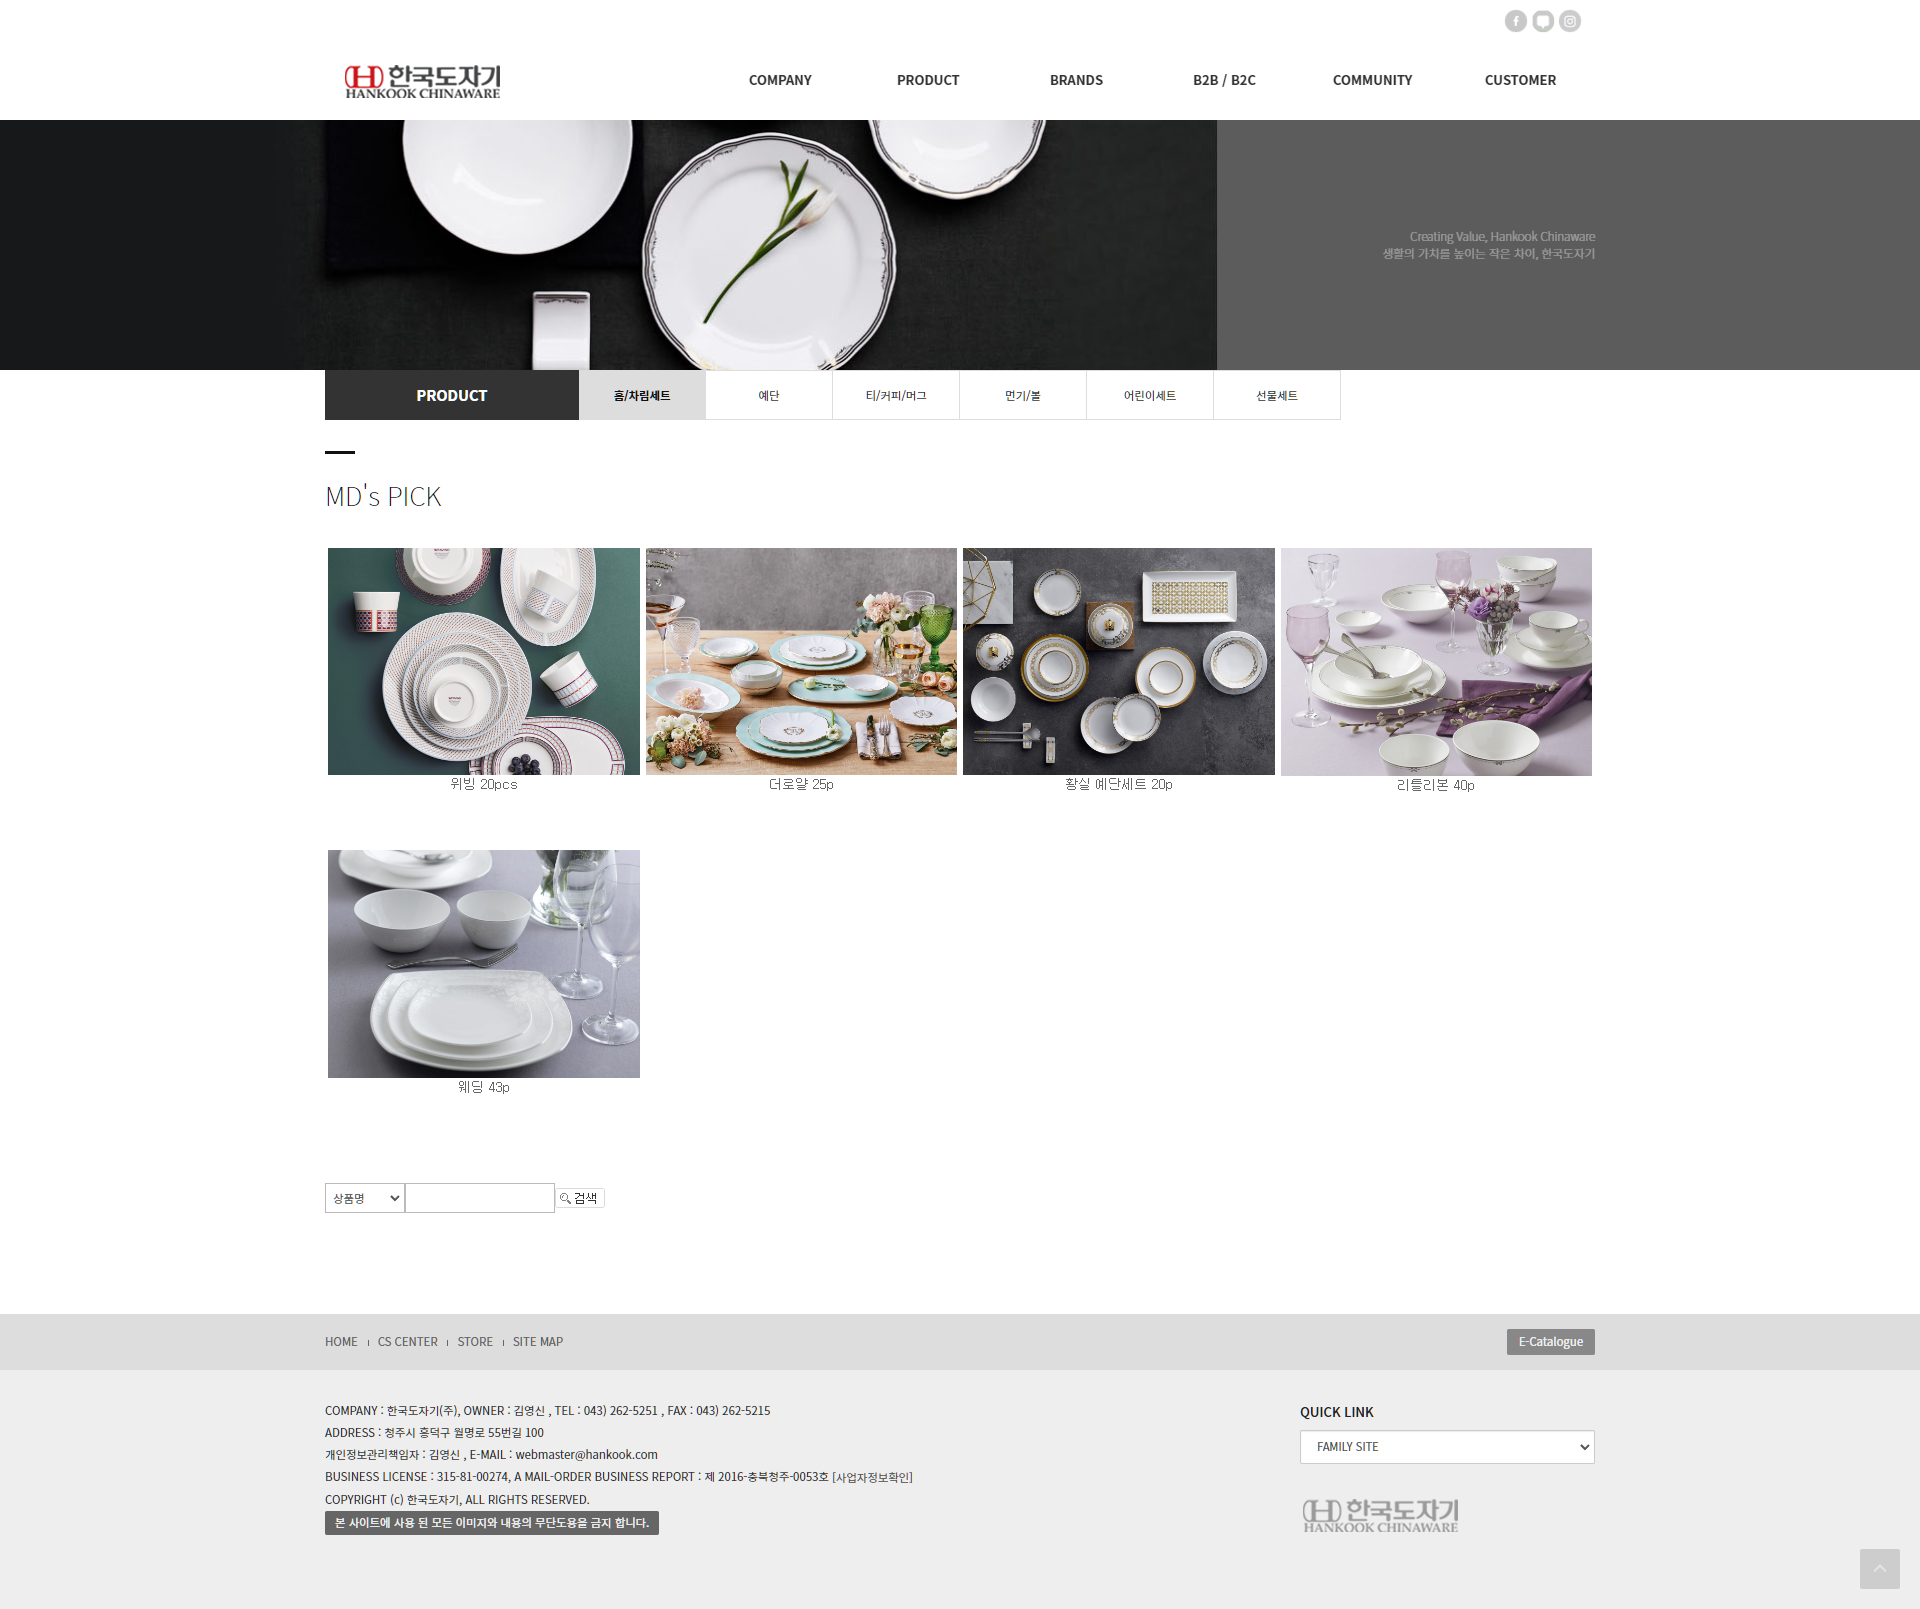 한국도자기
HANKOOK CHINAWARE
COMPANY
PRODUCT
BRANDS
B2B / B2C
COMMUNITY
CUSTOMER
Creating Value, Hankook Chinaware
생활의 가치를 높이는 작은 차이, 한국도자기
PRODUCT
홈/차림세트
예단
티/커피/머그
면기/볼
어린이세트
선물세트
MD's PICK
위빙 20pcs
더로얄 25p
황실 예단세트 20p
리틀리본 40p
웨딩 43p
상품명
검색
HOME
CS CENTER
STORE
SITE MAP
E-Catalogue
COMPANY : 한국도자기(주), OWNER : 김영신 , TEL : 043) 262-5251 , FAX : 043) 262-5215
ADDRESS : 청주시 흥덕구 월명로 55번길 100
개인정보관리책임자 : 김영신 , E-MAIL : webmaster@hankook.com
BUSINESS LICENSE : 315-81-00274, A MAIL-ORDER BUSINESS REPORT : 제 2016-충북청주-0053호 [사업자정보확인]
COPYRIGHT (c) 한국도자기, ALL RIGHTS RESERVED.
본 사이트에 사용 된 모든 이미지와 내용의 무단도용을 금지 합니다.
QUICK LINK
FAMILY SITE
한국도자기
HANKOOK CHINAWARE